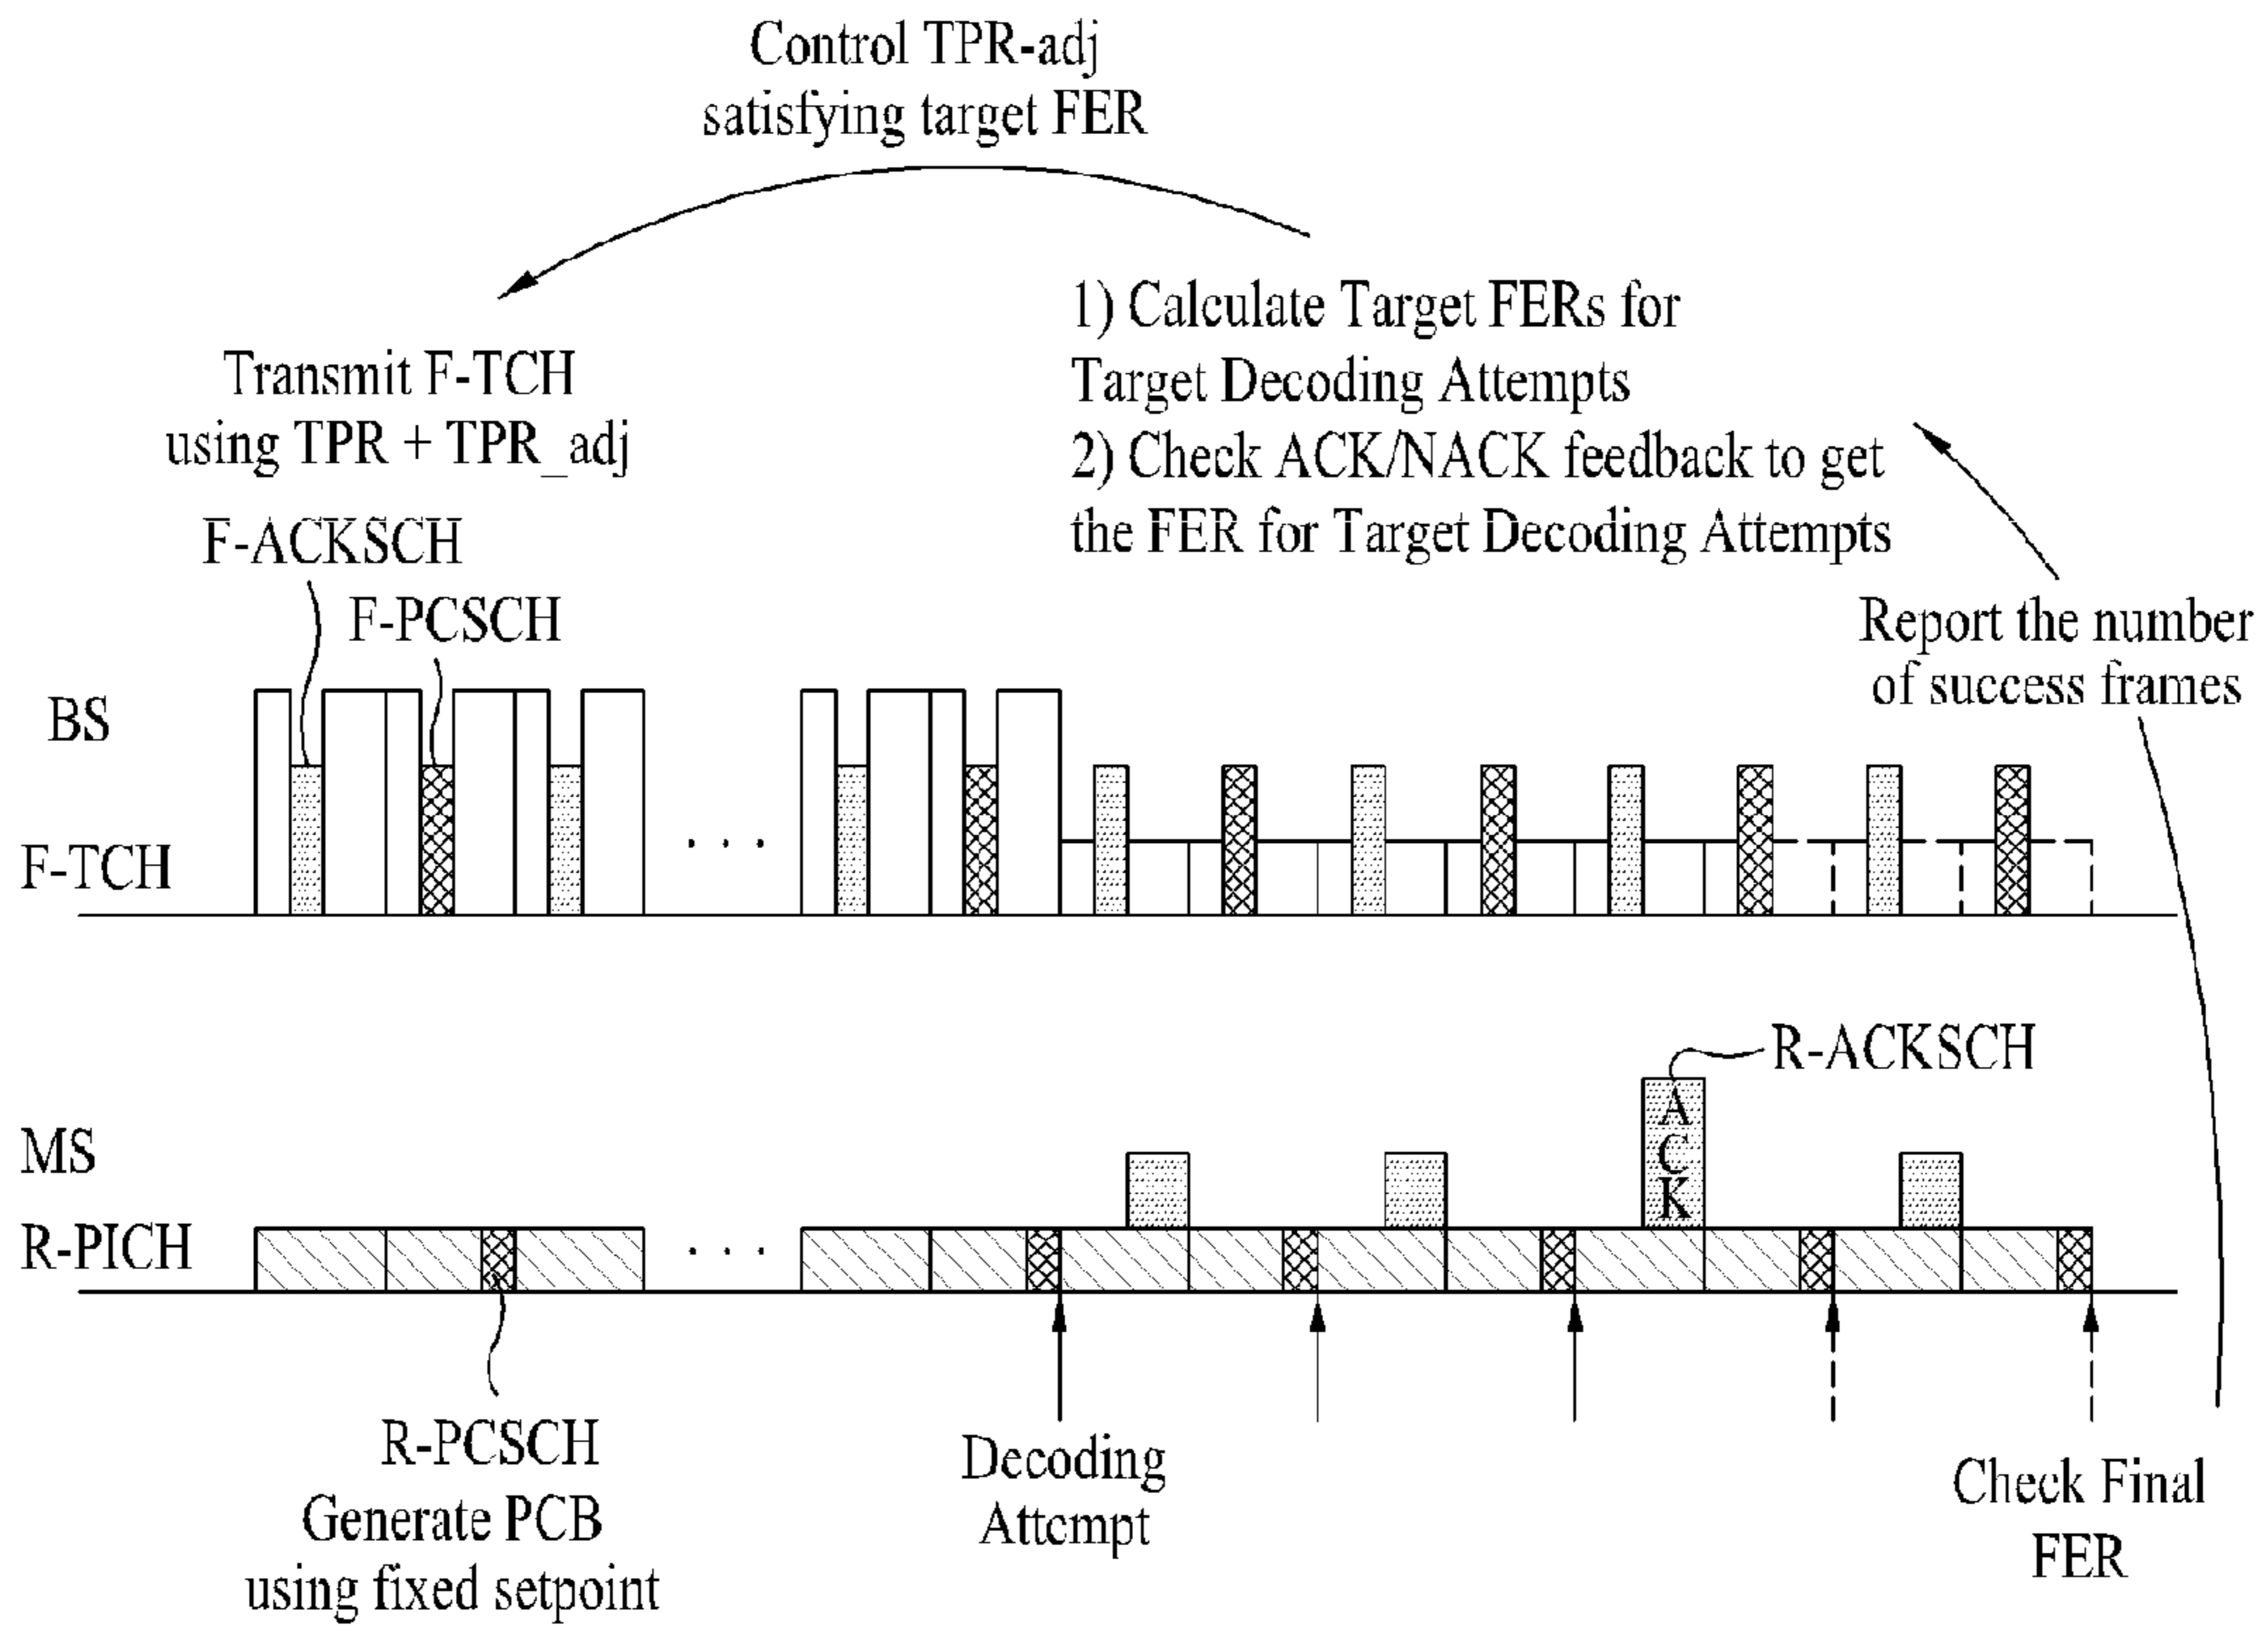 Control TPR-adj
satisfying target FER
1) Calculate Target FERs for
Target Decoding Attempts
2) Check ACK/NACK feedback to get
the FER for Target Decoding Attempts
Transmit F-TCH
using TPR + TPR_adj
F-ACKSCH
F-PCSCH
Report the number
of success frames
BS
F-TCH
. . .
R-ACKSCH
ACK
MS
R-PICH
. . .
R-PCSCH
Generate PCB
using fixed setpoint
Decoding
Attempt
Check Final
FER